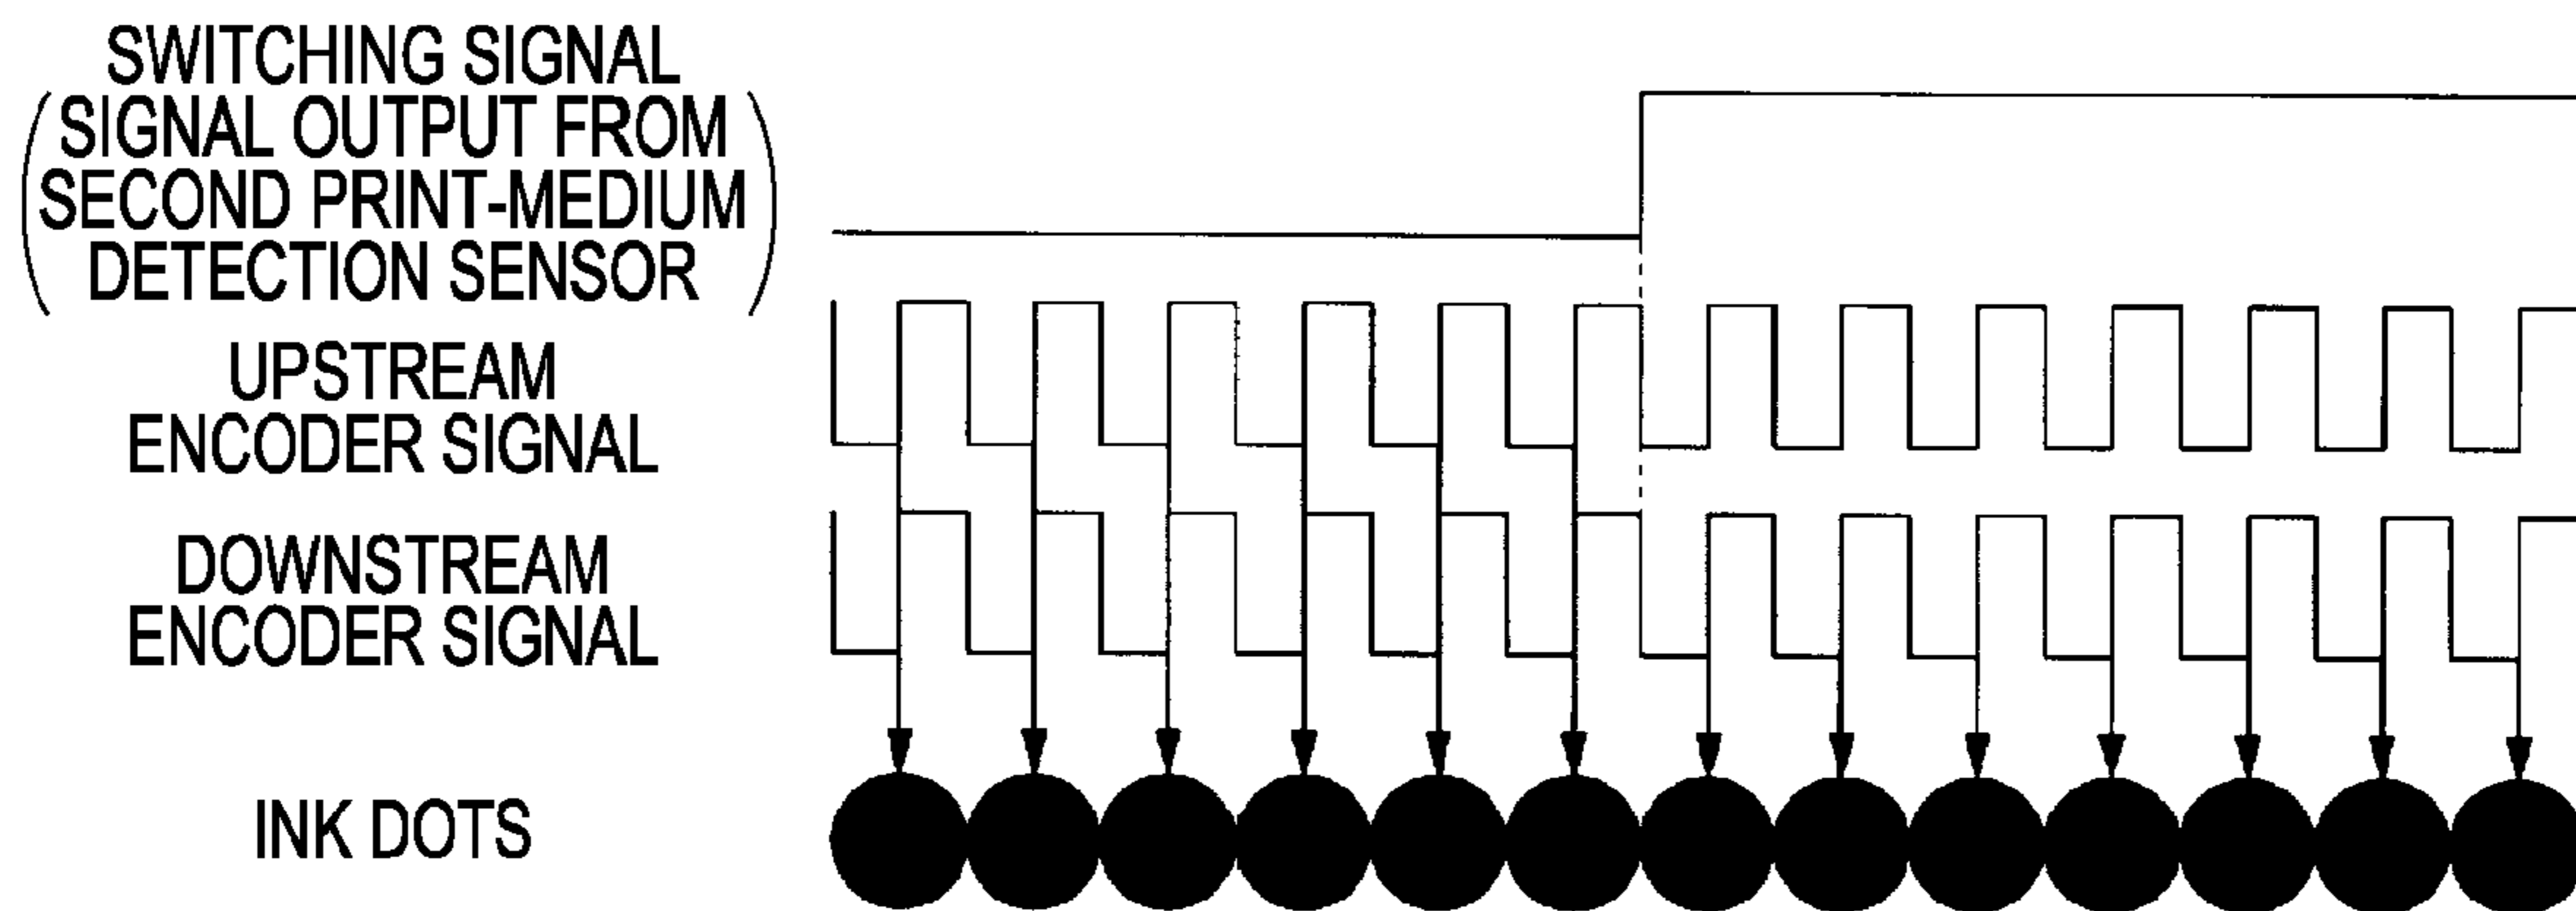 SWITCHING SIGNAL
(SIGNAL OUTPUT FROM
SECOND PRINT-MEDIUM
DETECTION SENSOR)
UPSTREAM
ENCODER SIGNAL
DOWNSTREAM
ENCODER SIGNAL
INK DOTS